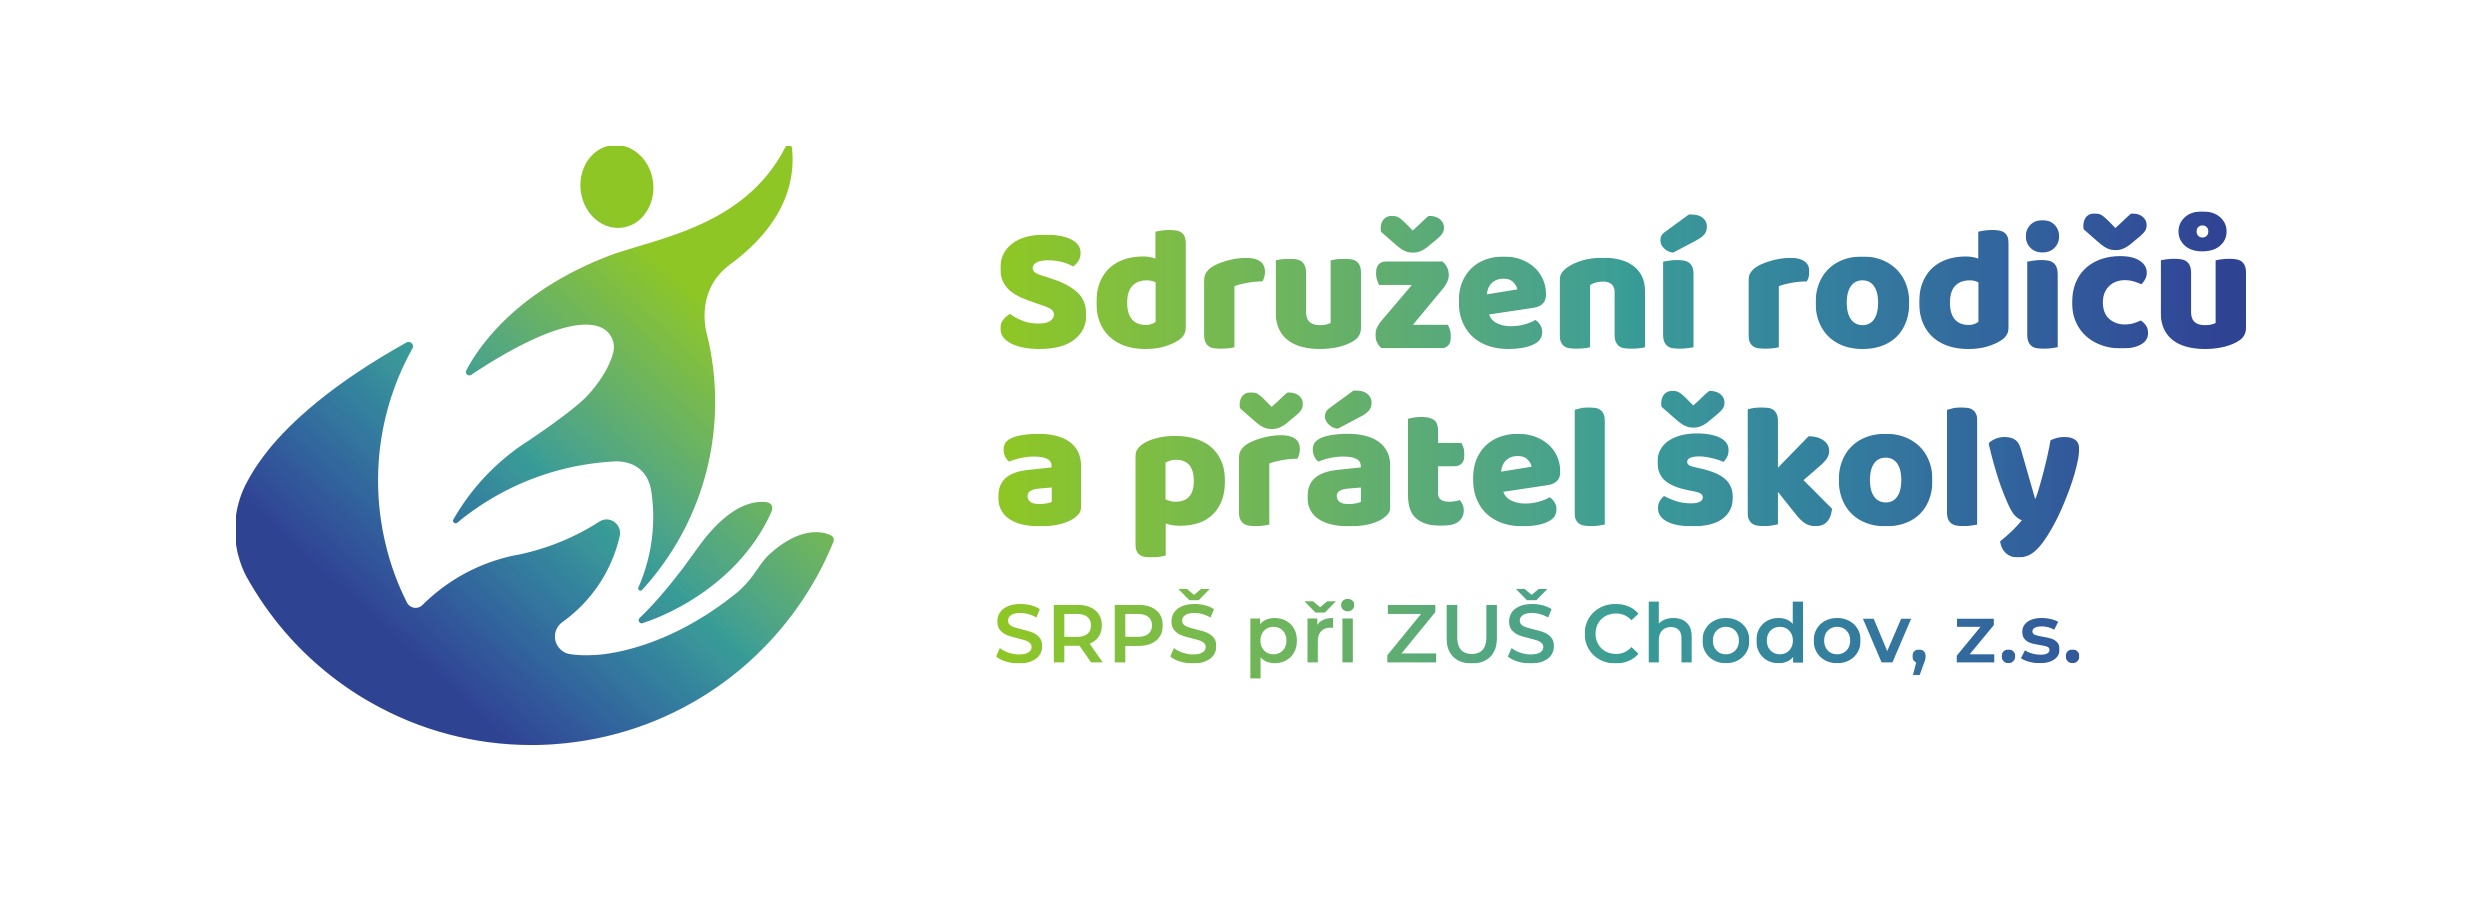 Sdružení rodičů
a přátel školy
SRPŠ při ZUŠ Chodov, z.s.